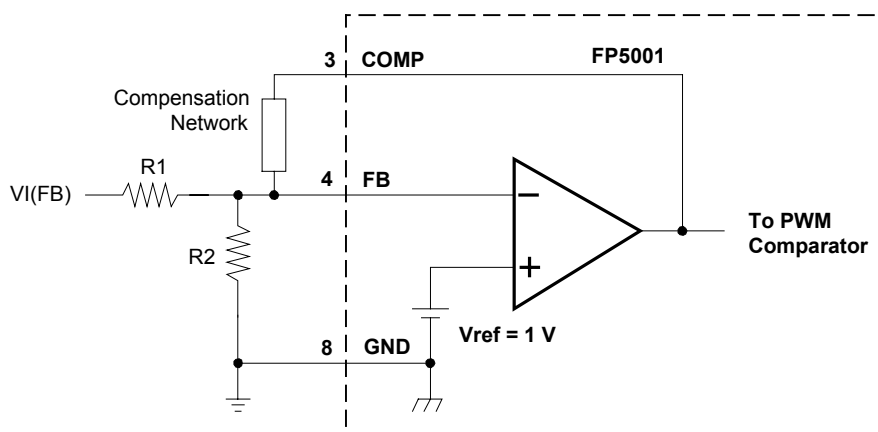 3 COMP FP5001
Compensation
Network
R1
VI(FB)
4 FB
−
R2
+
To PWM
Comparator
Vref = 1 V
8 GND